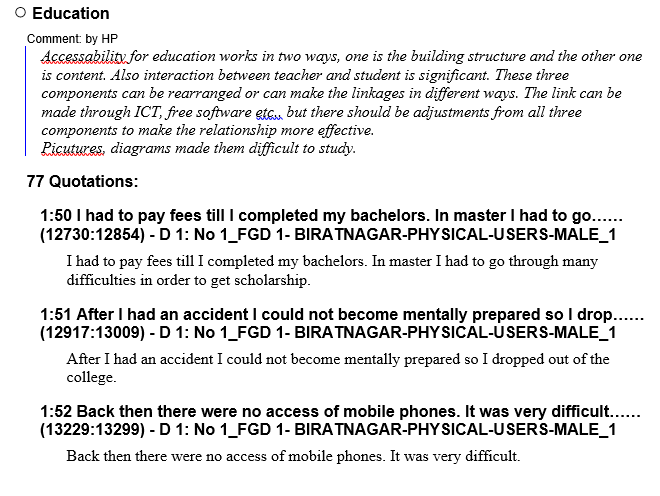 Education
Comment: by HP
Accessability for education works in two ways, one is the building structure and the other one
is content. Also interaction between teacher and student is significant. These three
components can be rearranged or can make the linkages in different ways. The link can be
made through ICT, free software etc., but there should be adjustments from all three
components to make the relationship more effective.
Picutures, diagrams made them difficult to study.
77 Quotations:
1:50 I had to pay fees till I completed my bachelors. In master I had to go……
(12730:12854) - D 1: No 1_FGD 1- BIRATNAGAR-PHYSICAL-USERS-MALE_1
I had to pay fees till I completed my bachelors. In master I had to go through many
difficulties in order to get scholarship.
1:51 After I had an accident I could not become mentally prepared so I drop……
(12917:13009) - D 1: No 1_FGD 1- BIRATNAGAR-PHYSICAL-USERS-MALE_1
After I had an accident I could not become mentally prepared so I dropped out of the
college.
1:52 Back then there were no access of mobile phones. It was very difficult……
(13229:13299) - D 1: No 1_FGD 1- BIRATNAGAR-PHYSICAL-USERS-MALE_1
Back then there were no access of mobile phones. It was very difficult.